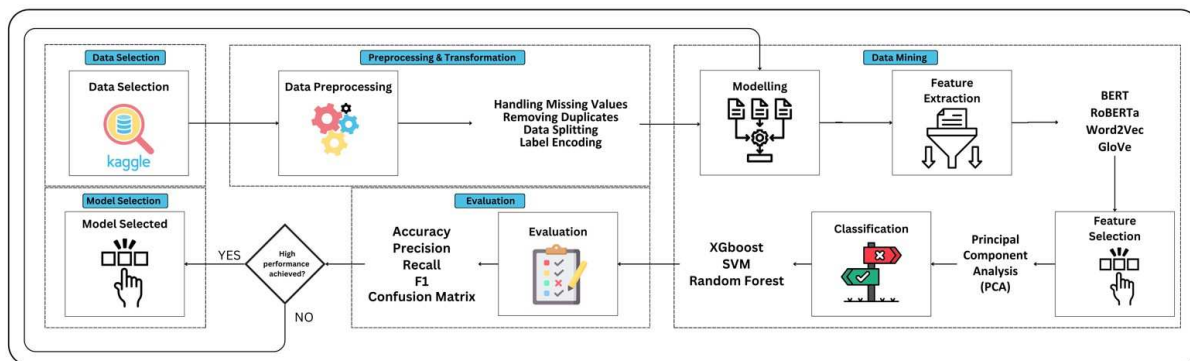 Data Selection
Data Selection
kaggle
Preprocessing & Transformation
Data Preprocessing
Handling Missing Values
Removing Duplicates
Data Splitting
Label Encoding
Data Mining
Modelling
Feature
Extraction
BERT
RoBERTa
Word2Vec
GloVe
Feature
Selection
Principal
Component
Analysis
(PCA)
Classification
XGboost
SVM
Random Forest
Evaluation
Evaluation
Accuracy
Precision
Recall
F1
Confusion Matrix
High
performance
achieved?
YES
NO
Model Selection
Model Selected